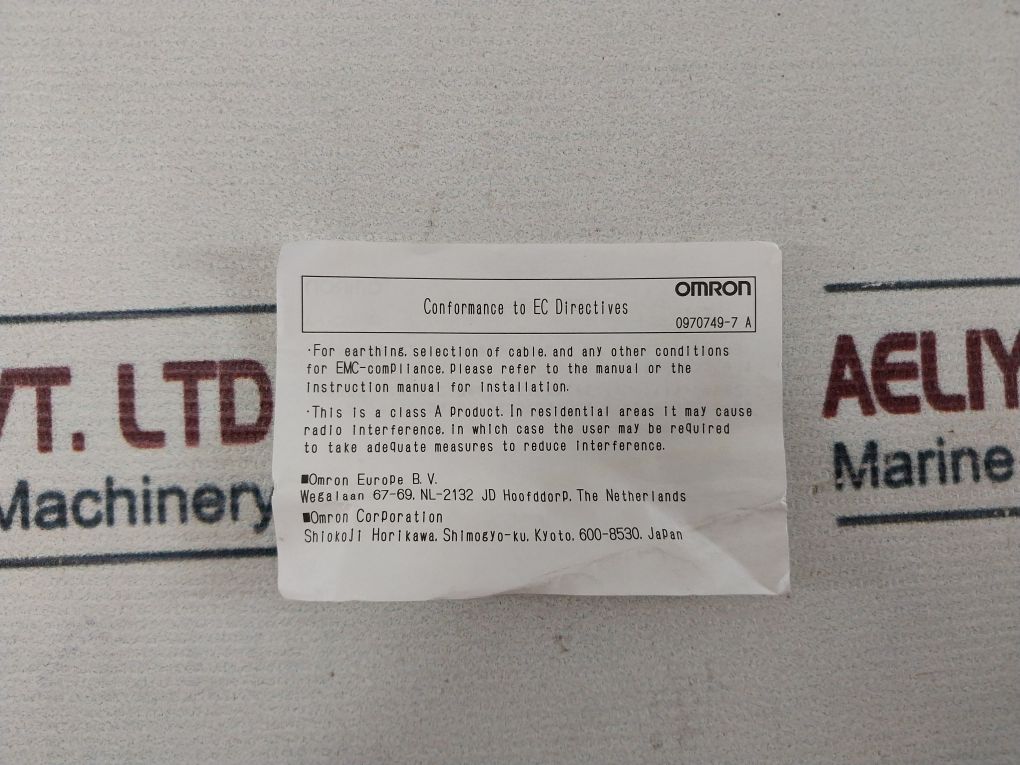 OMRON
Conformance to EC Directives
0970749-7 A
·For earthing, selection of cable, and any other conditions
for EMC-compliance, Please refer to the manual or the
instruction manual for installation.
·This is a class A Product. In residential areas it may cause
radio interference, in which case the user may be required
to take adequate measures to reduce interference.
■Omron Europe B.V.
Wegalaan 67-69, NL-2132 JD Hoofddorp, The Netherlands
■Omron Corporation
Shiokoji Horikawa, Shimogyo-ku, Kyoto, 600-8530, Japan
VT. LTD
Machinery
AELIY
Marine